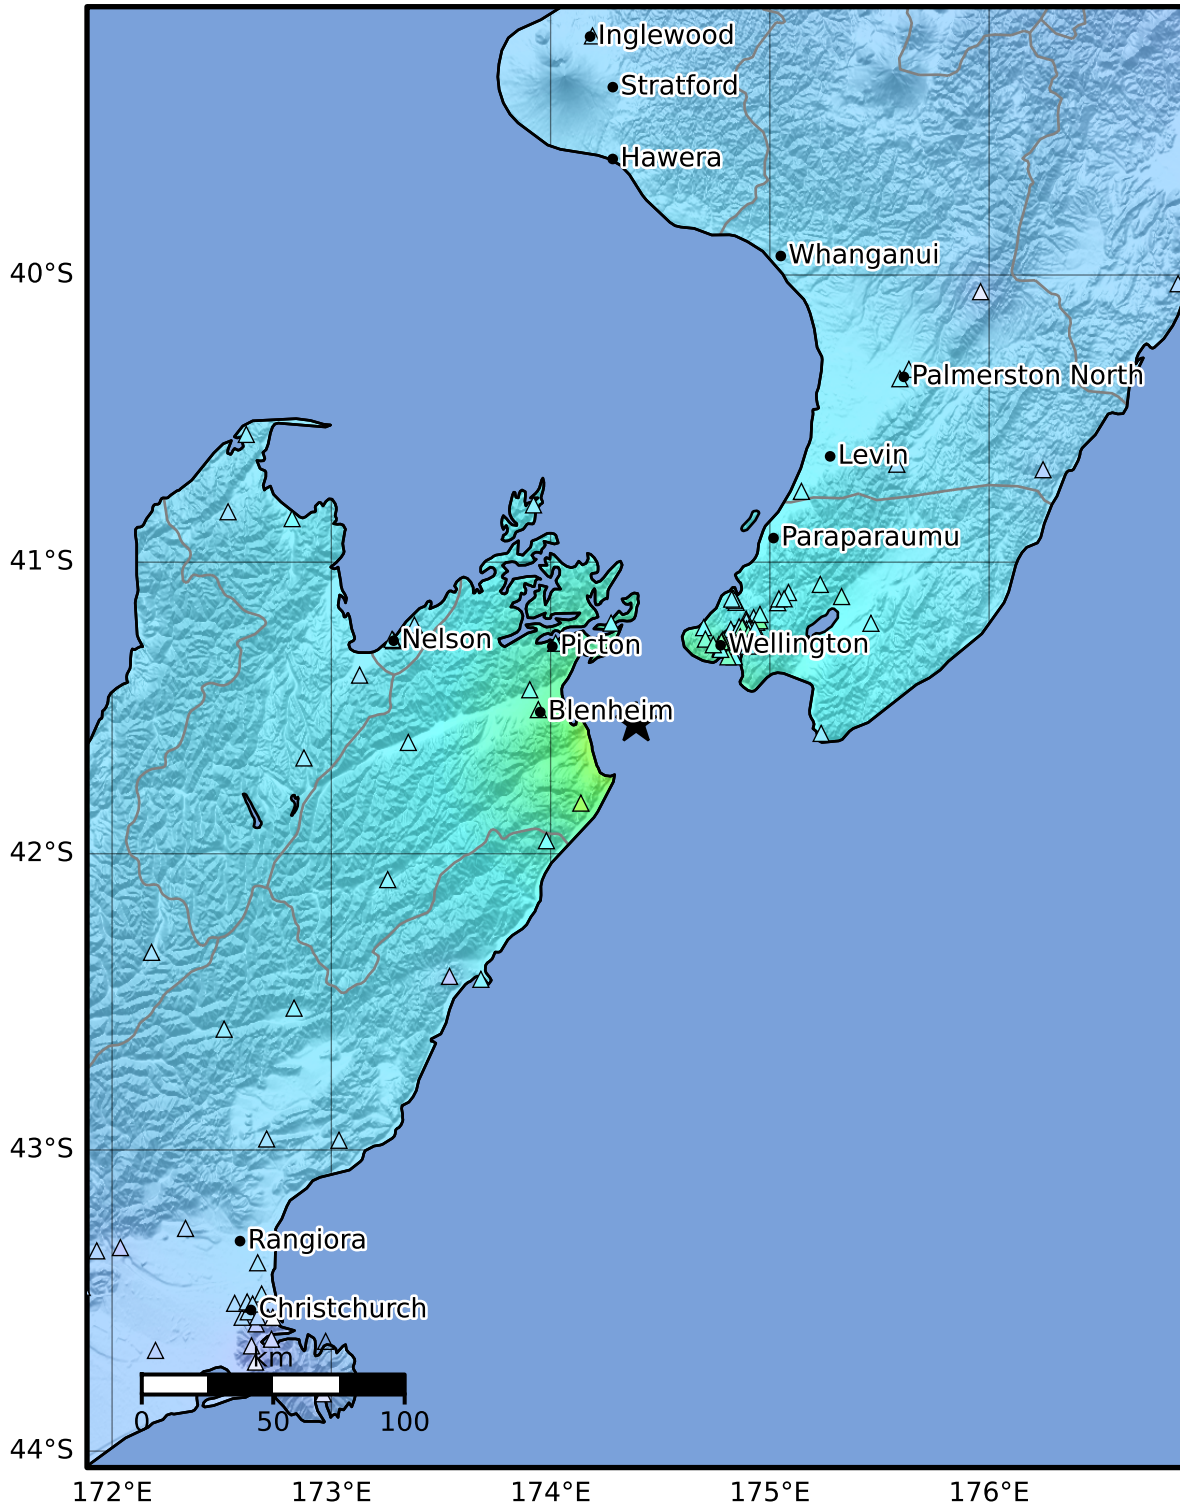 Inglewood
Stratford
Hawera
Whanganui
40°S
Palmerston North
Levin
Paraparaumu
41°S
Nelson
Picton
Wellington
Blenheim
42°S
43°S
Rangiora
Christchurch
km
0 50 100
44°S
172°E 173°E 174°E 175°E 176°E